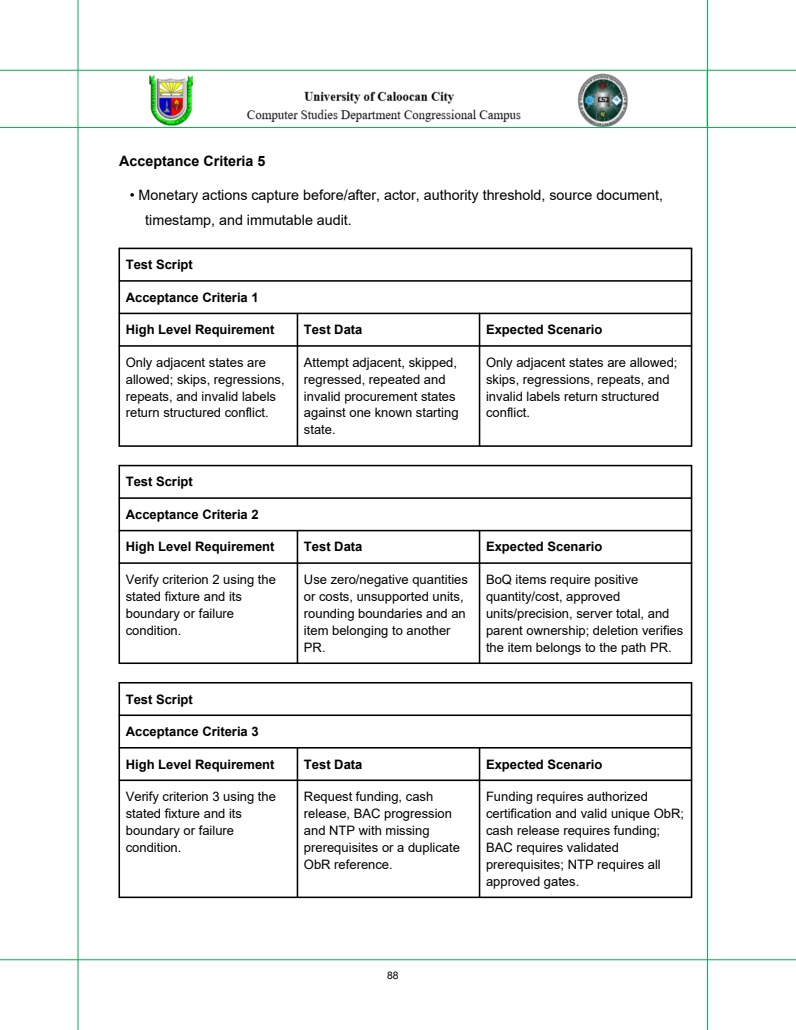 University of Caloocan City
Computer Studies Department Congressional Campus
Acceptance Criteria 5
• Monetary actions capture before/after, actor, authority threshold, source document,
timestamp, and immutable audit.
Test Script
Acceptance Criteria 1
High Level Requirement
Test Data
Expected Scenario
Only adjacent states are
allowed; skips, regressions,
repeats, and invalid labels
return structured conflict.
Attempt adjacent, skipped,
regressed, repeated and
invalid procurement states
against one known starting
state.
Only adjacent states are allowed;
skips, regressions, repeats, and
invalid labels return structured
conflict.
Test Script
Acceptance Criteria 2
High Level Requirement
Test Data
Expected Scenario
Verify criterion 2 using the
stated fixture and its
boundary or failure
condition.
Use zero/negative quantities
or costs, unsupported units,
rounding boundaries and an
item belonging to another
PR.
BoQ items require positive
quantity/cost, approved
units/precision, server total, and
parent ownership; deletion verifies
the item belongs to the path PR.
Test Script
Acceptance Criteria 3
High Level Requirement
Test Data
Expected Scenario
Verify criterion 3 using the
stated fixture and its
boundary or failure
condition.
Request funding, cash
release, BAC progression
and NTP with missing
prerequisites or a duplicate
ObR reference.
Funding requires authorized
certification and valid unique ObR;
cash release requires funding;
BAC requires validated
prerequisites; NTP requires all
approved gates.
88